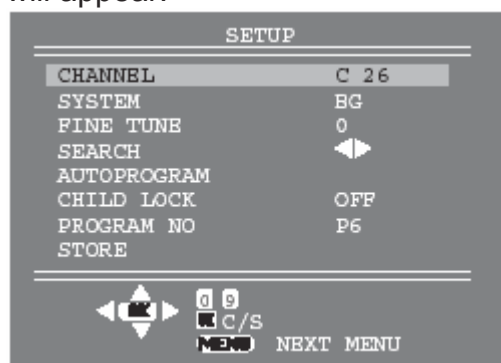 will appear.
SETUP
CHANNEL C 26
SYSTEM BG
FINE TUNE 0
SEARCH
AUTOPROGRAM
CHILD LOCK OFF
PROGRAM NO P6
STORE
0 9
C/S
MENU NEXT MENU